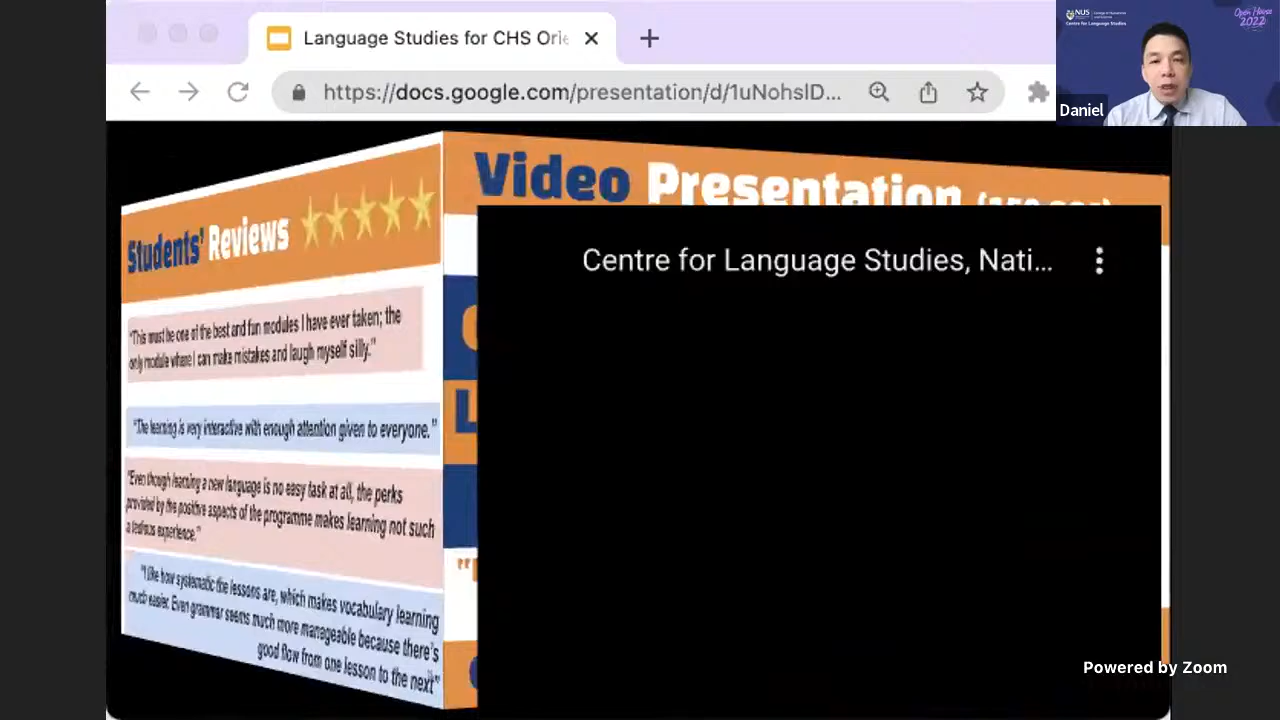 Language Studies for CHS Orie
https://docs.google.com/presentation/d/1uNohslD...
NUS
Centre for Language Studies
Open House
2022
Daniel
Students' Reviews
"This must be one of the best and fun modules I have ever taken; the
only module where I can make mistakes and laugh myself silly."
"The learning is very interactive with enough attention given to everyone."
"Even though learning a new language is no easy task at all, the perks
provided by the positive aspects of the programme makes learning not such
a tedious experience."
"I like how systematic the lessons are, which makes vocabulary learning
much easier. Even grammar seems much more manageable because there's
good flow from one lesson to the next"
Video Presentation
Centre for Language Studies, Nati...
Powered by Zoom